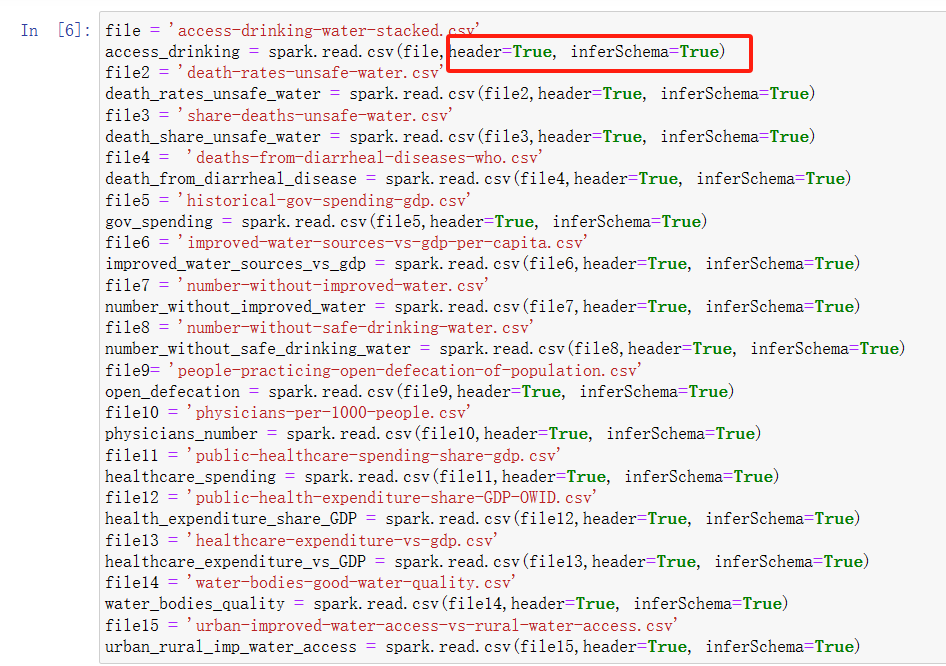 In [6]: file = 'access-drinking-water-stacked.csv'
access_drinking = spark.read.csv(file,header=True, inferSchema=True)
file2 = 'death-rates-unsafe-water.csv'
death_rates_unsafe_water = spark.read.csv(file2,header=True, inferSchema=True)
file3 = 'share-deaths-unsafe-water.csv'
death_share_unsafe_water = spark.read.csv(file3,header=True, inferSchema=True)
file4 =  'deaths-from-diarrheal-diseases-who.csv'
death_from_diarrheal_disease = spark.read.csv(file4,header=True, inferSchema=True)
file5 = 'historical-gov-spending-gdp.csv'
gov_spending = spark.read.csv(file5,header=True, inferSchema=True)
file6 = 'improved-water-sources-vs-gdp-per-capita.csv'
improved_water_sources_vs_gdp = spark.read.csv(file6,header=True, inferSchema=True)
file7 = 'number-without-improved-water.csv'
number_without_improved_water = spark.read.csv(file7,header=True, inferSchema=True)
file8 = 'number-without-safe-drinking-water.csv'
number_without_safe_drinking_water = spark.read.csv(file8,header=True, inferSchema=True)
file9= 'people-practicing-open-defecation-of-population.csv'
open_defecation = spark.read.csv(file9,header=True, inferSchema=True)
file10 = 'physicians-per-1000-people.csv'
physicians_number = spark.read.csv(file10,header=True, inferSchema=True)
file11 = 'public-healthcare-spending-share-gdp.csv'
healthcare_spending = spark.read.csv(file11,header=True, inferSchema=True)
file12 = 'public-health-expenditure-share-GDP-OWID.csv'
health_expenditure_share_GDP = spark.read.csv(file12,header=True, inferSchema=True)
file13 = 'healthcare-expenditure-vs-gdp.csv'
healthcare_expenditure_vs_GDP = spark.read.csv(file13,header=True, inferSchema=True)
file14 = 'water-bodies-good-water-quality.csv'
water_bodies_quality = spark.read.csv(file14,header=True, inferSchema=True)
file15 = 'urban-improved-water-access-vs-rural-water-access.csv'
urban_rural_imp_water_access = spark.read.csv(file15,header=True, inferSchema=True)